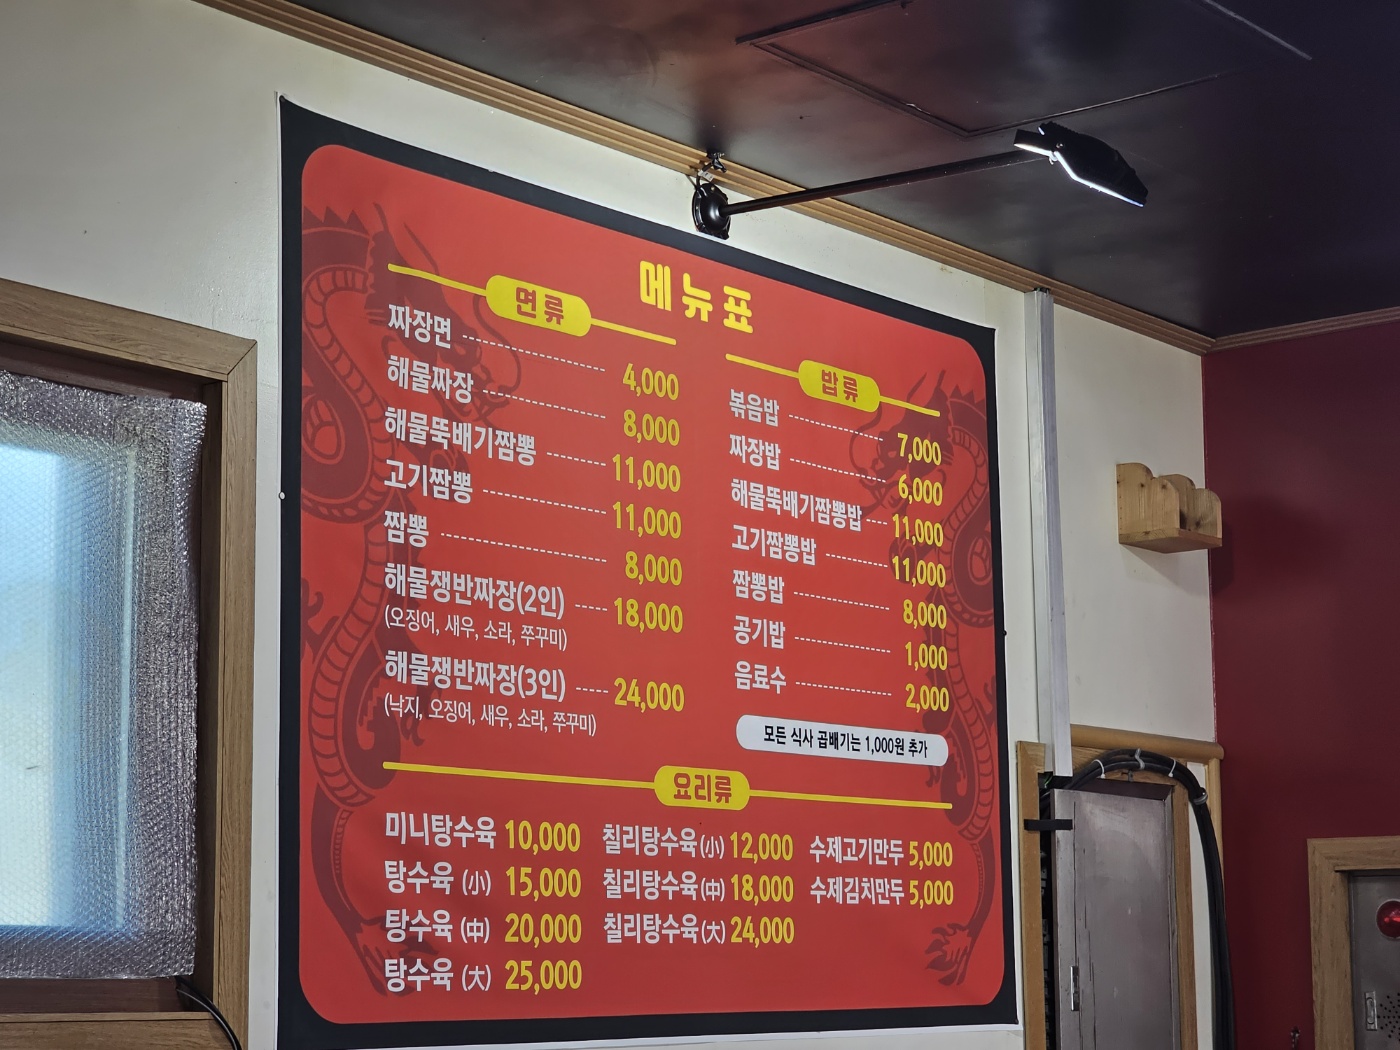 메뉴표
면류
짜장면 4,000
해물짜장 8,000
해물뚝배기짬뽕 11,000
고기짬뽕 11,000
짬뽕 8,000
해물쟁반짜장(2인) 18,000
(오징어, 새우, 소라, 쭈꾸미)
해물쟁반짜장(3인) 24,000
(낙지, 오징어, 새우, 소라, 쭈꾸미)
밥류
볶음밥 7,000
짜장밥 6,000
해물뚝배기짬뽕밥 11,000
고기짬뽕밥 11,000
짬뽕밥 8,000
공기밥 1,000
음료수 2,000
모든 식사 곱배기는 1,000원 추가
요리류
미니탕수육 10,000
탕수육 (小) 15,000
탕수육 (中) 20,000
탕수육 (大) 25,000
칠리탕수육(小) 12,000
칠리탕수육(中) 18,000
칠리탕수육(大) 24,000
수제고기만두 5,000
수제김치만두 5,000